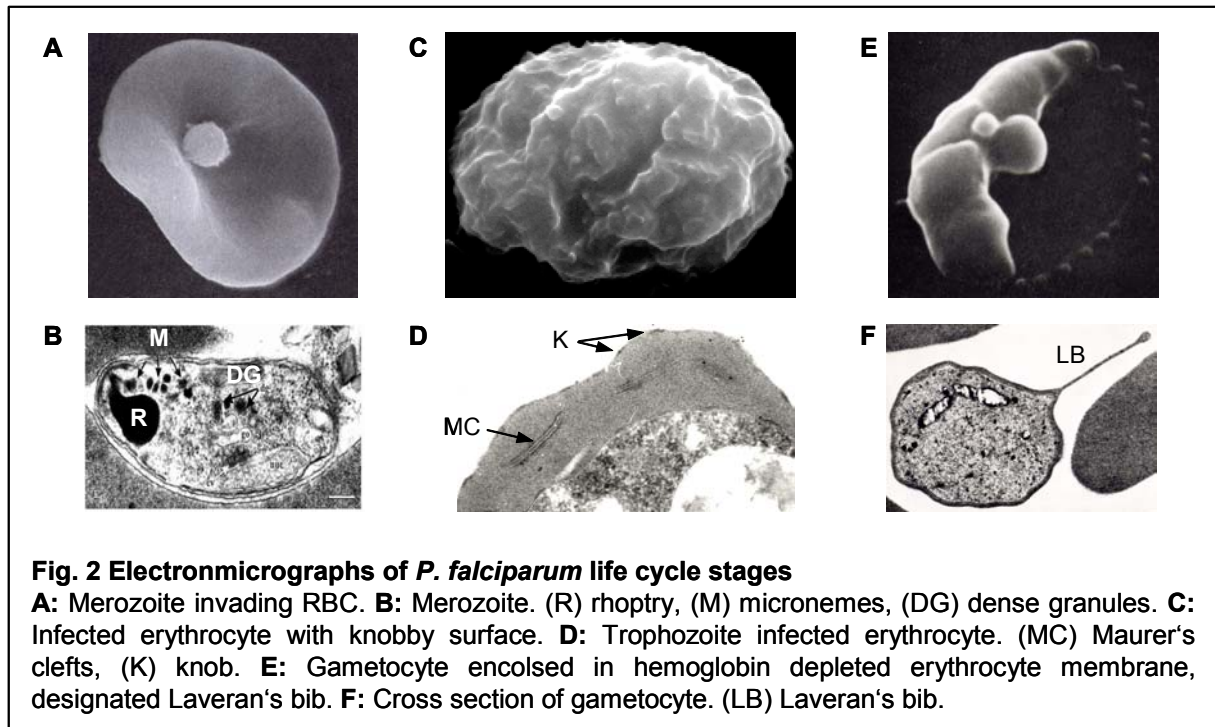 A
C
E
B
M
DG
R
D
K
MC
F
LB
Fig. 2 Electronmicrographs of P. falciparum life cycle stages
A: Merozoite invading RBC. B: Merozoite. (R) rhoptry, (M) micronemes, (DG) dense granules. C:
Infected erythrocyte with knobby surface. D: Trophozoite infected erythrocyte. (MC) Maurer‘s
clefts, (K) knob. E: Gametocyte encolsed in hemoglobin depleted erythrocyte membrane,
designated Laveran‘s bib. F: Cross section of gametocyte. (LB) Laveran‘s bib.